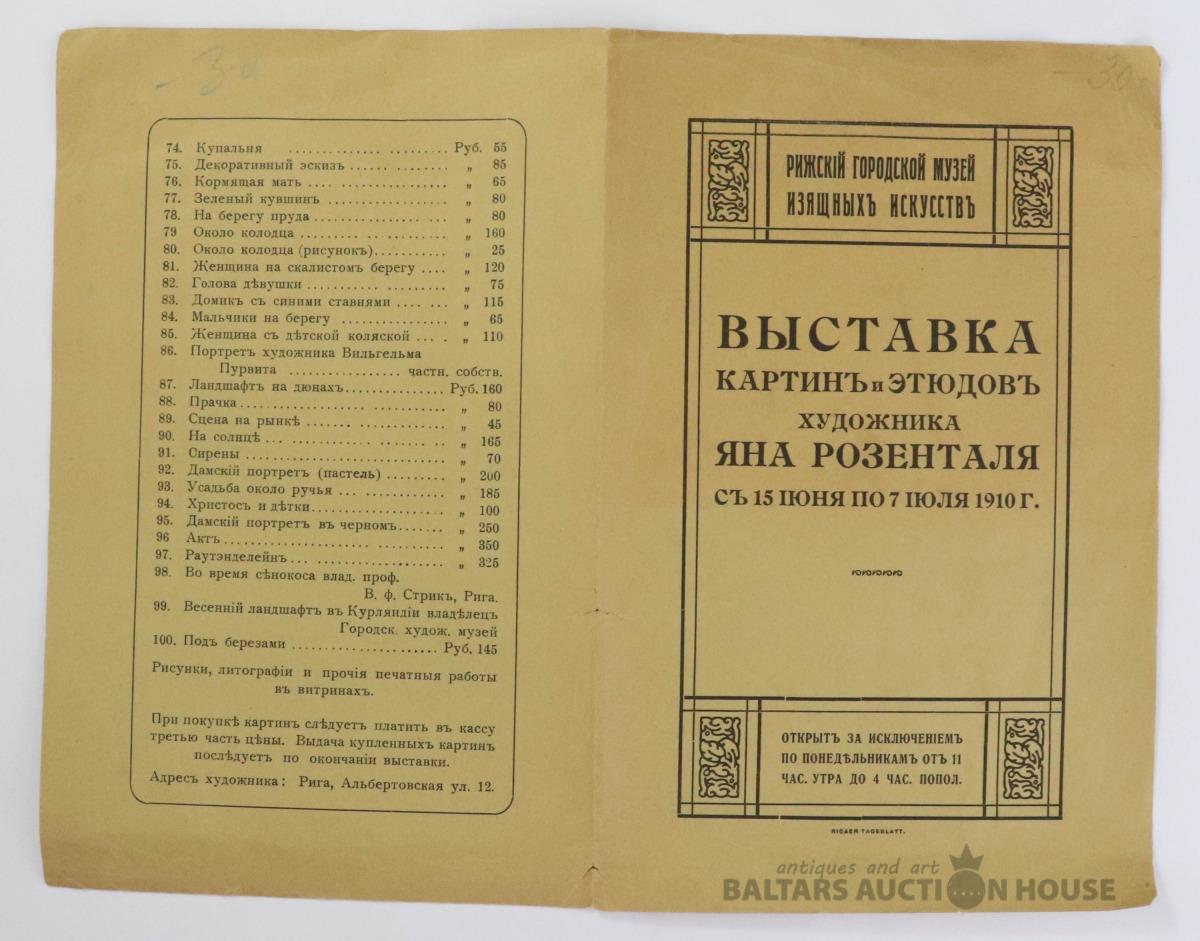 74. Купальня .................. Руб. 55
75. Декоративный эскизъ .................. „ 85
76. Кормящая мать .................. „ 65
77. Зеленый кувшинъ .................. „ 80
78. На берегу пруда .................. „ 80
79 Около колодца .................. „ 160
80. Около колодца (рисунокъ) .................. „ 25
81. Женщина на скалистомъ берегу .... „ 120
82. Голова дѣвушки .................. „ 75
83. Домикъ съ синими ставнями .... ... „ 115
84. Мальчики на берегу .................. „ 65
85. Женщина съ дѣтской коляской ... . „ 110
86. Портретъ художника Вильгельма
Пурвита .................. частн. собств.
87. Ландшафтъ на дюнахъ .................. Руб. 160
88. Прачка .................. „ 80
89. Сцена на рынкѣ .................. „ 45
90. На солнцѣ .................. „ 165
91. Сирены .................. „ 70
92. Дамскій портретъ (пастель) .......... „ 200
93. Усадьба около ручья .................. „ 185
94. Христосъ и дѣтки .................. „ 100
95. Дамскій портретъ въ черномъ ....... „ 250
96 Актъ .................. „ 350
97. Раутэнделейнъ .................. „ 325
98. Во время сѣнокоса влад. проф.
В. ф. Стрикъ, Рига.
99. Весенній ландшафтъ въ Курляндіи владѣлецъ
Городск. худож. музей
100. Подъ березами .................. Руб. 145
Рисунки, литографіи и прочія печатныя работы
въ витринахъ.
При покупкѣ картинъ слѣдуетъ платить въ кассу
третью часть цѣны. Выдача купленныхъ картинъ
послѣдуетъ по окончаніи выставки.
Адресъ художника: Рига, Альбертовская ул. 12.
РИЖСКІЙ ГОРОДСКОЙ МУЗЕЙ
ИЗЯЩНЫХЪ ИСКУССТВЪ
ВЫСТАВКА
КАРТИНЪ и ЭТЮДОВЪ
ХУДОЖНИКА
ЯНА РОЗЕНТАЛЯ
СЪ 15 ІЮНЯ ПО 7 ІЮЛЯ 1910 Г.
ОТКРЫТЪ ЗА ИСКЛЮЧЕНІЕМЪ
ПО ПОНЕДѢЛЬНИКАМЪ ОТЪ 11
ЧАС. УТРА ДО 4 ЧАС. ПОПОЛ.
RIGAER TAGEBLATT.
antiques and art
BALTARS AUCTION HOUSE